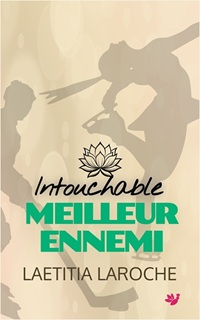 Intouchable
MEILLEUR
ENNEMI
LAETITIA LAROCHE